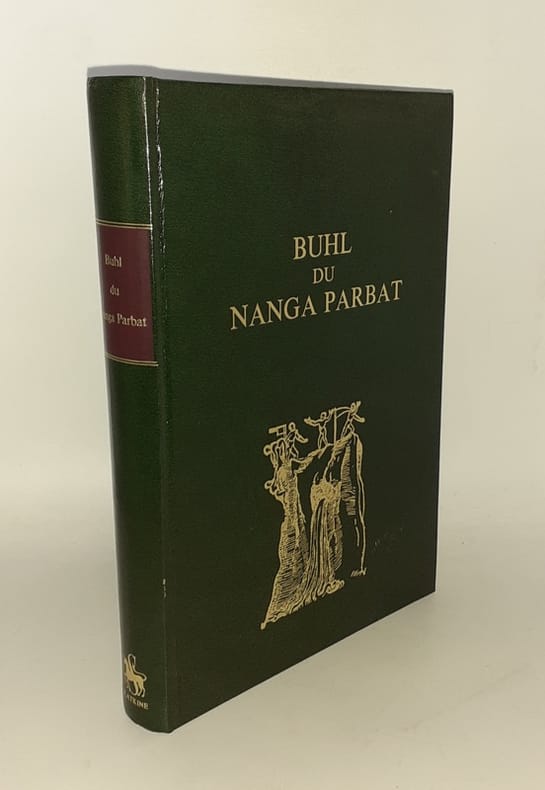 BUHL
DU
NANGA PARBAT
Buhl
du
Parbat